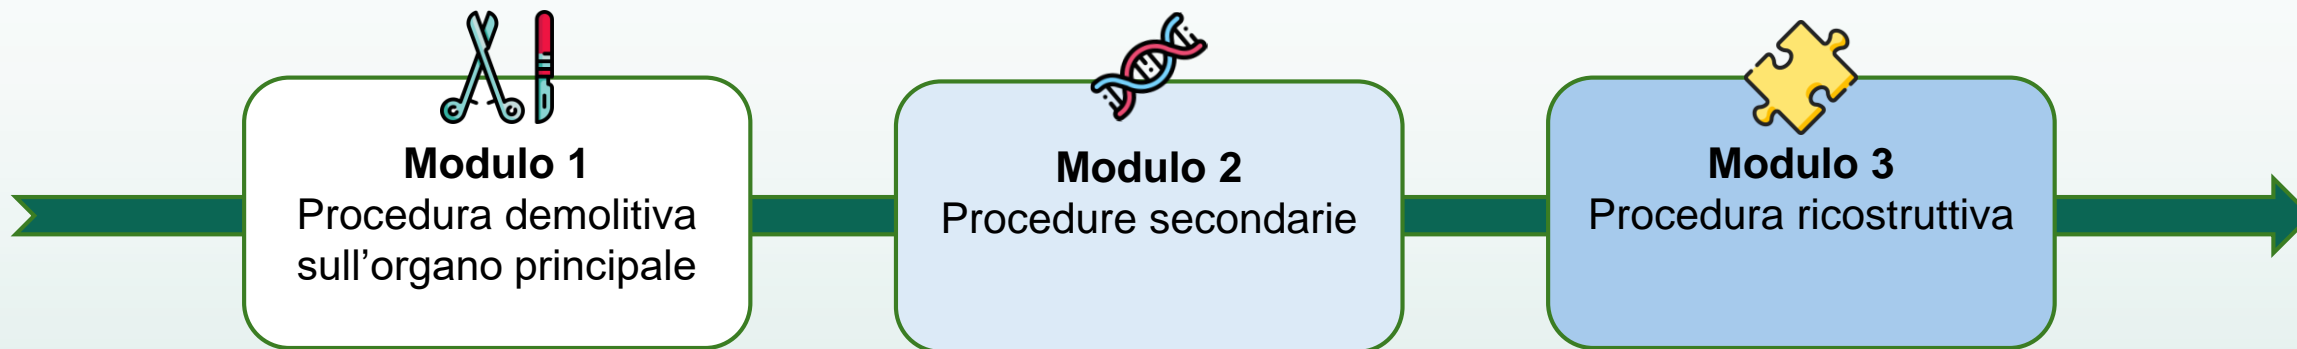 Modulo 1
Procedura demolitiva
sull’organo principale
Modulo 2
Procedure secondarie
Modulo 3
Procedura ricostruttiva